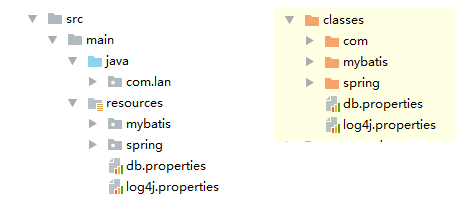 src
main
java
com.lan
resources
mybatis
spring
db.properties
log4j.properties
classes
com
mybatis
spring
db.properties
log4j.properties